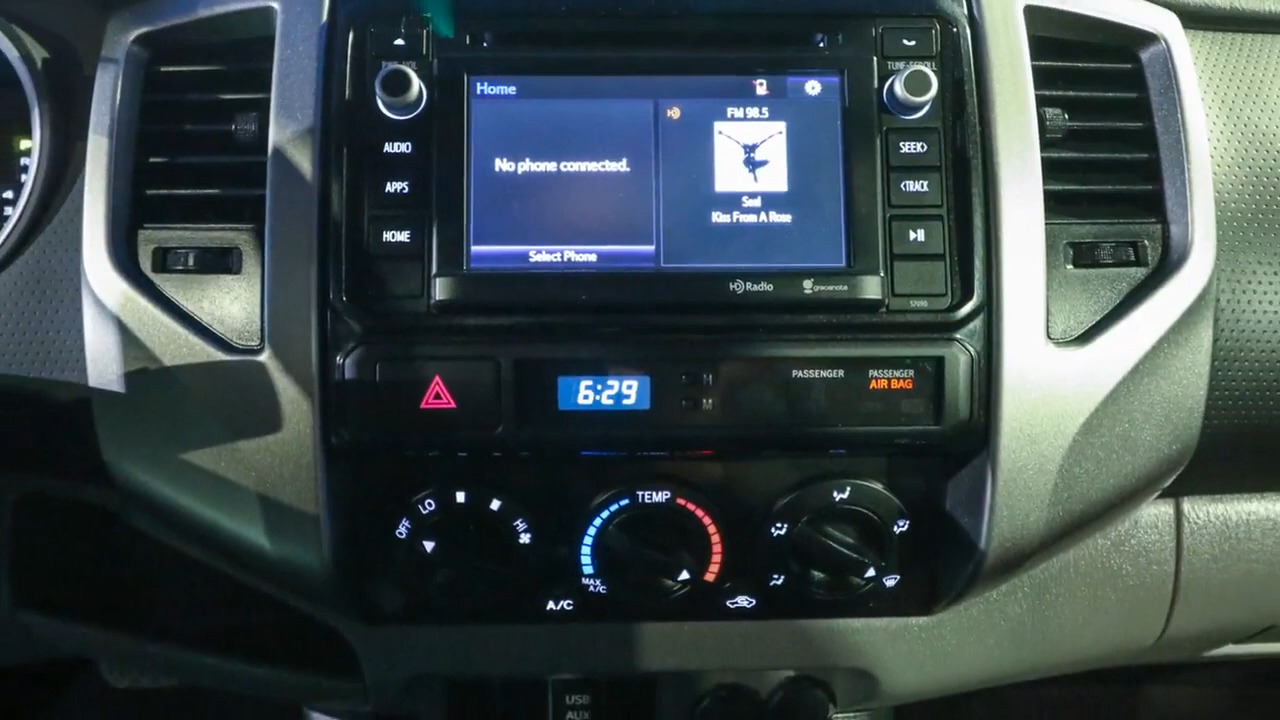 TUNE-SCROLL
Home
FM 98.5
AUDIO
SEEK>
No phone connected.
APPS
<TRACK
Seal
Kiss From A Rose
HOME
Select Phone
HD Radio
gracenote
57090
6:29
H
M
PASSENGER
PASSENGER
AIR BAG
OFF
LO
HI
TEMP
MAX
A/C
A/C
USB
AUX